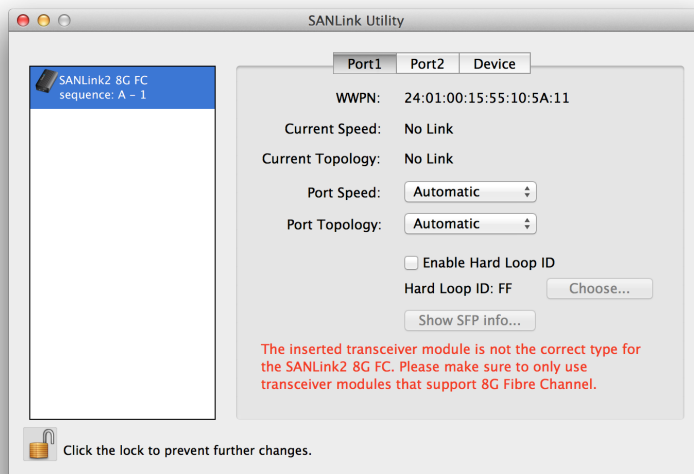 SANLink Utility
SANLink2 8G FC
sequence: A - 1
Port1 Port2 Device
WWPN: 24:01:00:15:55:10:5A:11
Current Speed: No Link
Current Topology: No Link
Port Speed: Automatic
Port Topology: Automatic
Enable Hard Loop ID
Hard Loop ID: FF Choose...
Show SFP info...
The inserted transceiver module is not the correct type for
the SANLink2 8G FC. Please make sure to only use
transceiver modules that support 8G Fibre Channel.
Click the lock to prevent further changes.